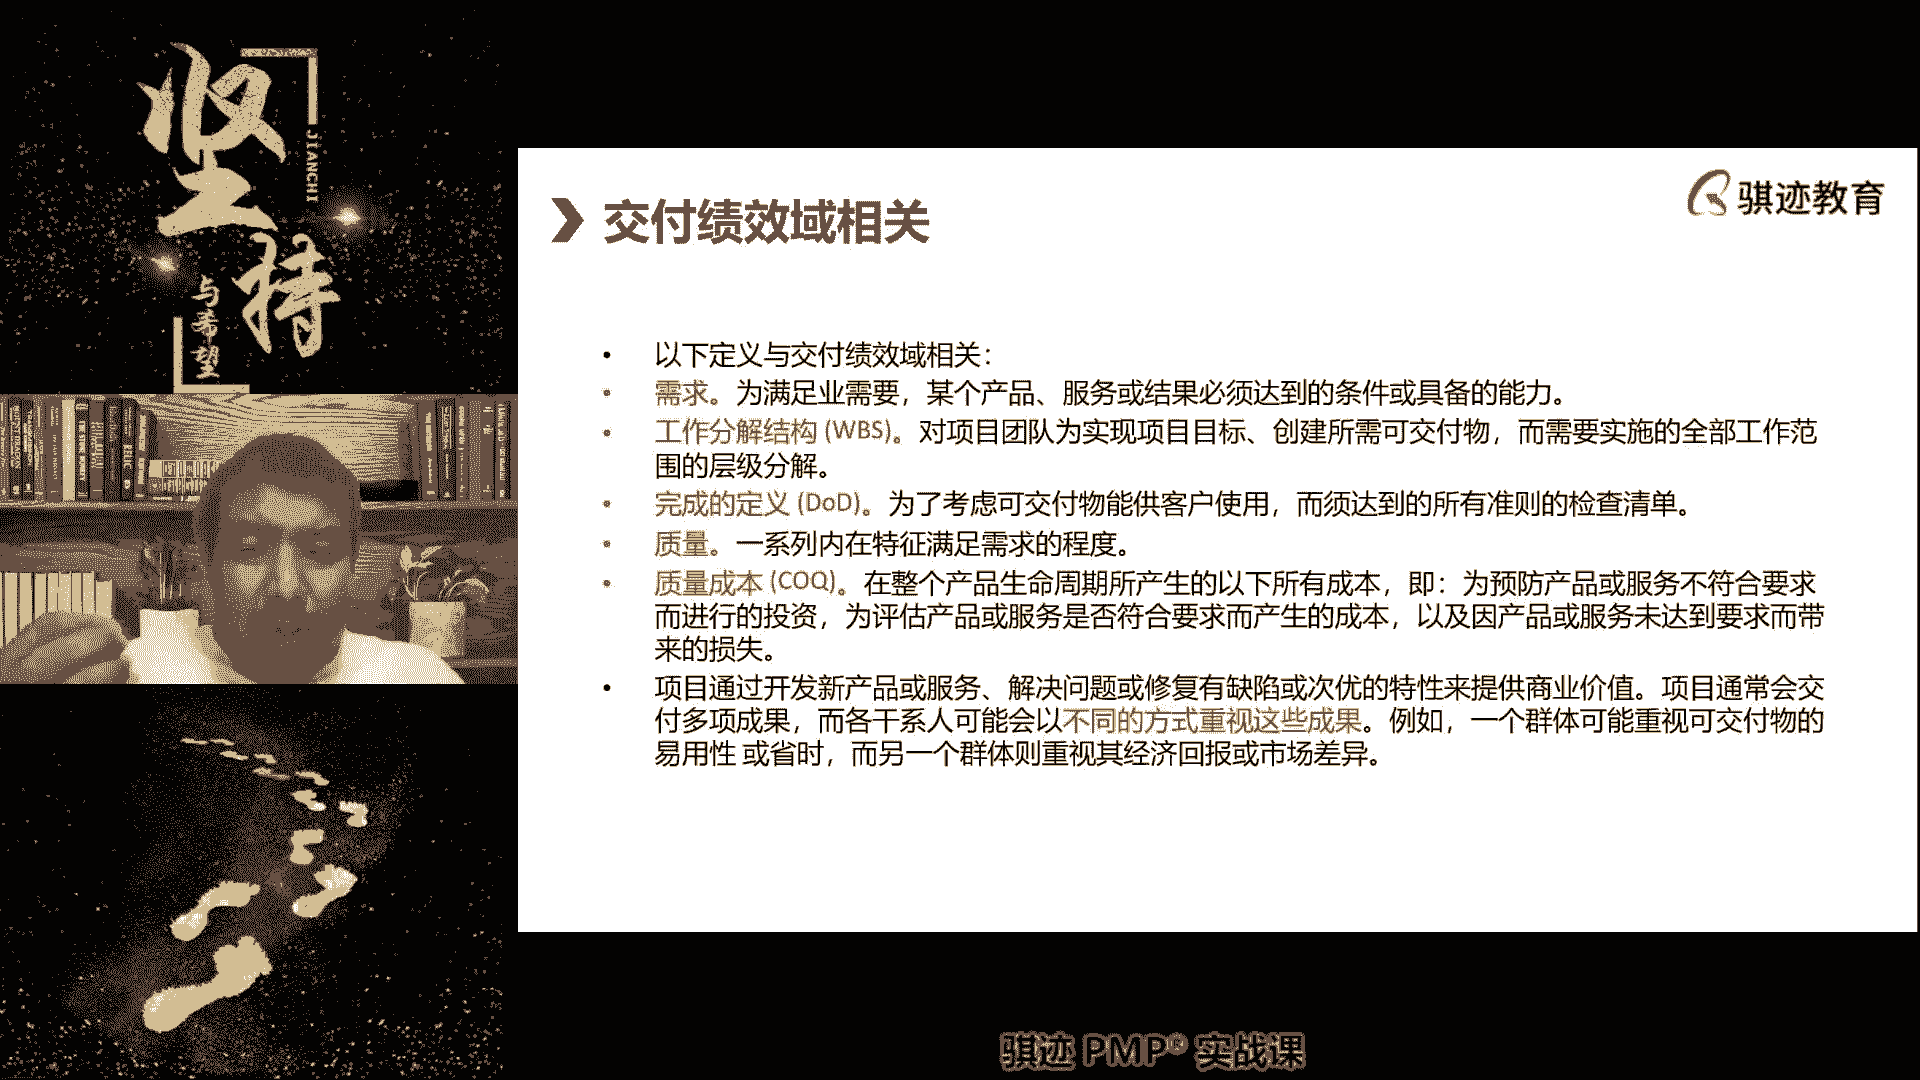 坚持
JIANCHI
与希望
骐迹教育
交付绩效域相关
• 以下定义与交付绩效域相关：
• 需求。为满足业需要，某个产品、服务或结果必须达到的条件或具备的能力。
• 工作分解结构 (WBS)。对项目团队为实现项目目标、创建所需可交付物，而需要实施的全部工作范
围的层级分解。
• 完成的定义 (DoD)。为了考虑可交付物能供客户使用，而须达到的所有准则的检查清单。
• 质量。一系列内在特征满足需求的程度。
• 质量成本 (COQ)。在整个产品生命周期所产生的以下所有成本，即：为预防产品或服务不符合要求
而进行的投资，为评估产品或服务是否符合要求而产生的成本，以及因产品或服务未达到要求而带
来的损失。
• 项目通过开发新产品或服务、解决问题或修复有缺陷或次优的特性来提供商业价值。项目通常会交
付多项成果，而各干系人可能会以不同的方式重视这些成果。例如，一个群体可能重视可交付物的
易用性 或省时，而另一个群体则重视其经济回报或市场差异。
骐迹 PMP® 实战课